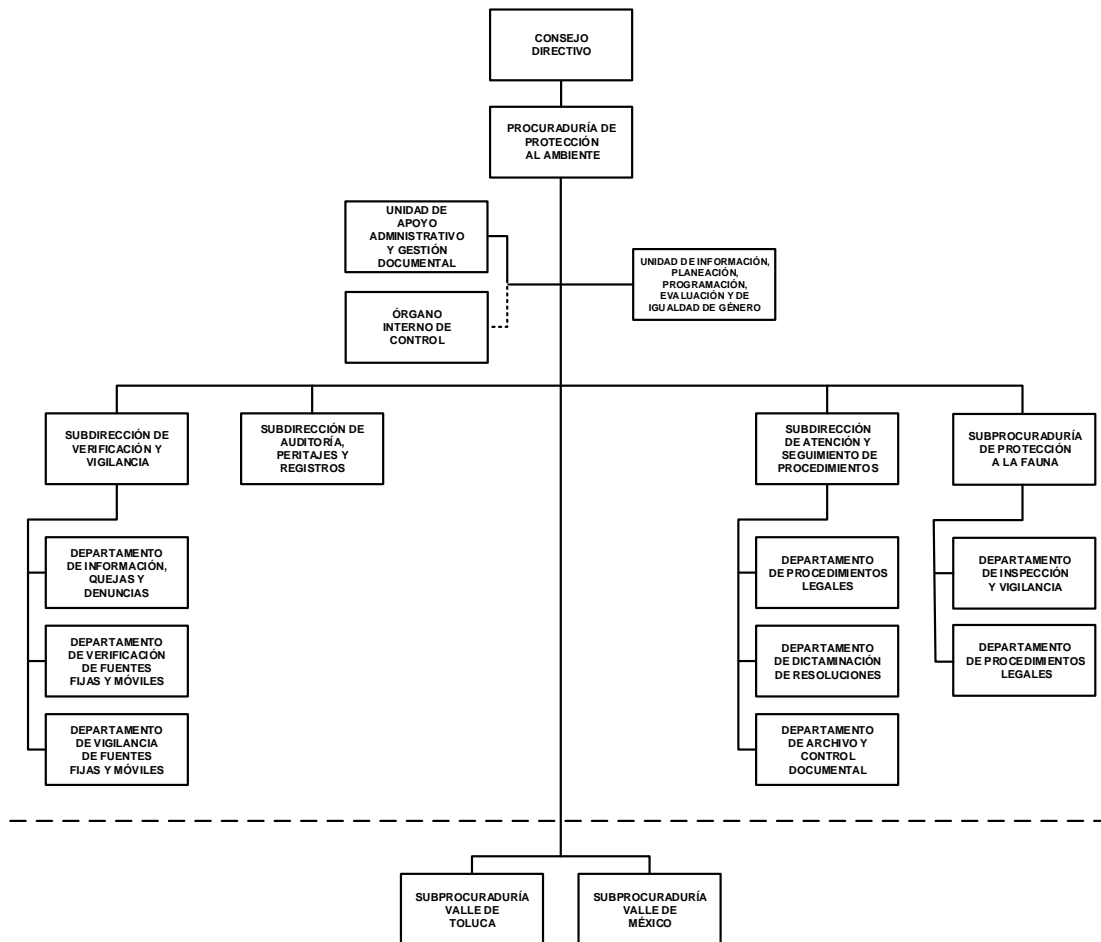 CONSEJO
DIRECTIVO
PROCURADURÍA DE
PROTECCIÓN
AL AMBIENTE
UNIDAD DE
APOYO
ADMINISTRATIVO
Y GESTIÓN
DOCUMENTAL
UNIDAD DE INFORMACIÓN,
PLANEACIÓN,
PROGRAMACIÓN,
EVALUACIÓN Y DE
IGUALDAD DE GÉNERO
ÓRGANO
INTERNO DE
CONTROL
SUBDIRECCIÓN DE
VERIFICACIÓN Y
VIGILANCIA
SUBDIRECCIÓN DE
AUDITORÍA,
PERITAJES Y
REGISTROS
SUBDIRECCIÓN
DE ATENCIÓN Y
SEGUIMIENTO DE
PROCEDIMIENTOS
SUBPROCURADURÍA
DE PROTECCIÓN
A LA FAUNA
DEPARTAMENTO
DE INFORMACIÓN,
QUEJAS Y
DENUNCIAS
DEPARTAMENTO
DE VERIFICACIÓN
DE FUENTES
FIJAS Y MÓVILES
DEPARTAMENTO
DE VIGILANCIA
DE FUENTES
FIJAS Y MÓVILES
DEPARTAMENTO
DE PROCEDIMIENTOS
LEGALES
DEPARTAMENTO
DE DICTAMINACIÓN
DE RESOLUCIONES
DEPARTAMENTO
DE ARCHIVO Y
CONTROL
DOCUMENTAL
DEPARTAMENTO
DE INSPECCIÓN
Y VIGILANCIA
DEPARTAMENTO
DE PROCEDIMIENTOS
LEGALES
SUBPROCURADURÍA
VALLE DE
TOLUCA
SUBPROCURADURÍA
VALLE DE
MÉXICO